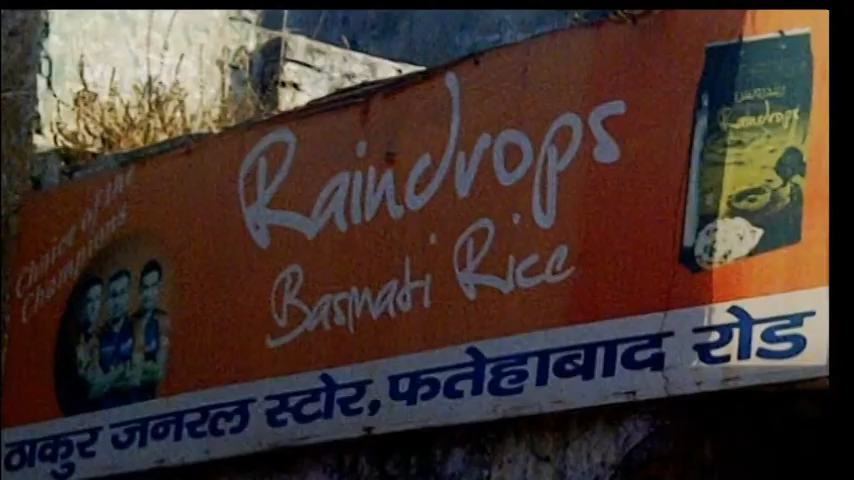 Choice of the
Champions
Raindrops
Basmati Rice
Raindrops
ठाकुर जनरल स्टोर, फतेहाबाद रोड